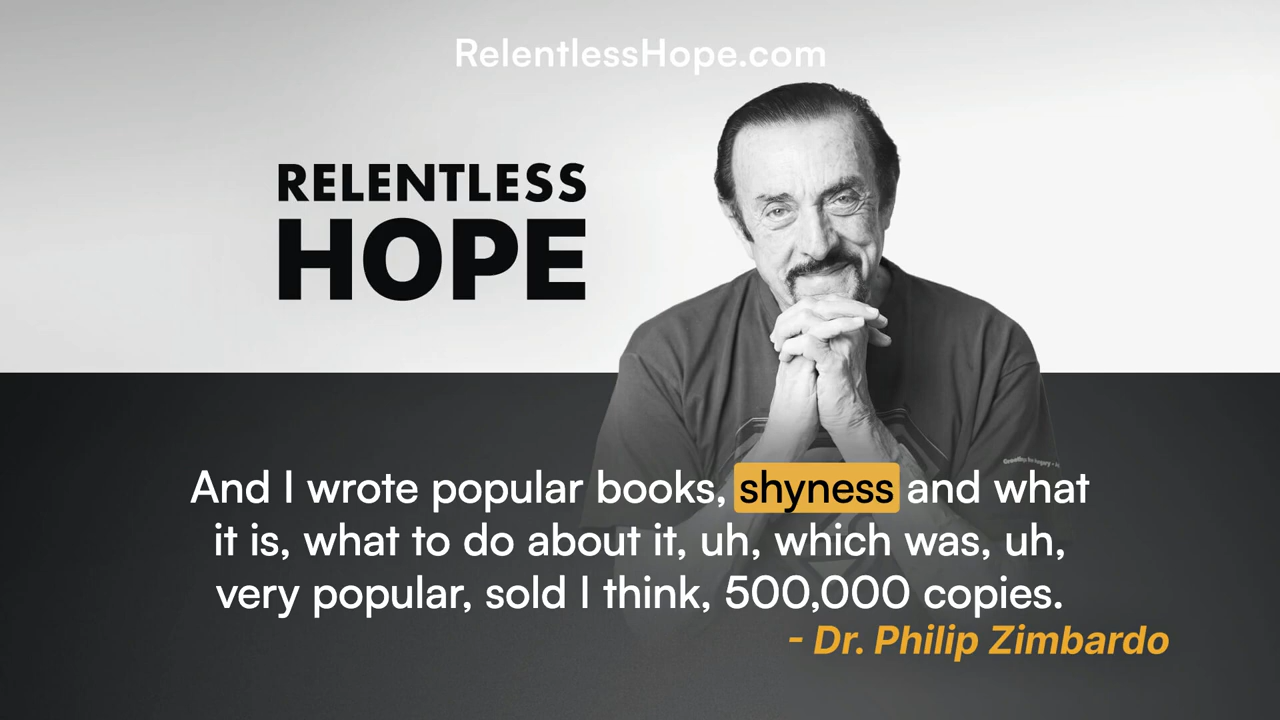 RelentlessHope.com
RELENTLESS
HOPE
And I wrote popular books, shyness and what
it is, what to do about it, uh, which was, uh,
very popular, sold I think, 500,000 copies.
- Dr. Philip Zimbardo